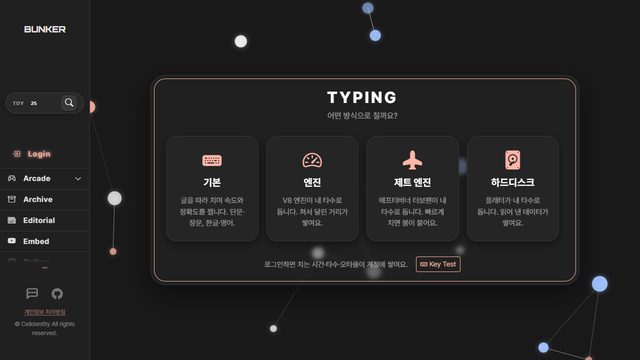 BUNKER
TDY 25
Login
Arcade
Archive
Editorial
Embed
개인정보 처리방침
© Cellidentity All rights
reserved.
TYPING
어떤 방식으로 칠까요?
기본
글을 따라 치며 속도와
정확도를 잽니다. 단문·
장문, 한글·영어.
엔진
V8 엔진이 내 타수로
돕니다. 쳐서 달린 거리가
쌓여요.
제트 엔진
애프터버너 터보팬이 내
타수로 돕니다. 빠르게
치면 불이 붙어요.
하드디스크
플래터가 내 타수로
돕니다. 읽어 낸 데이터가
쌓여요.
로그인하면 치는 시간·타수·오타율이 계정에 쌓여요.
Key Test